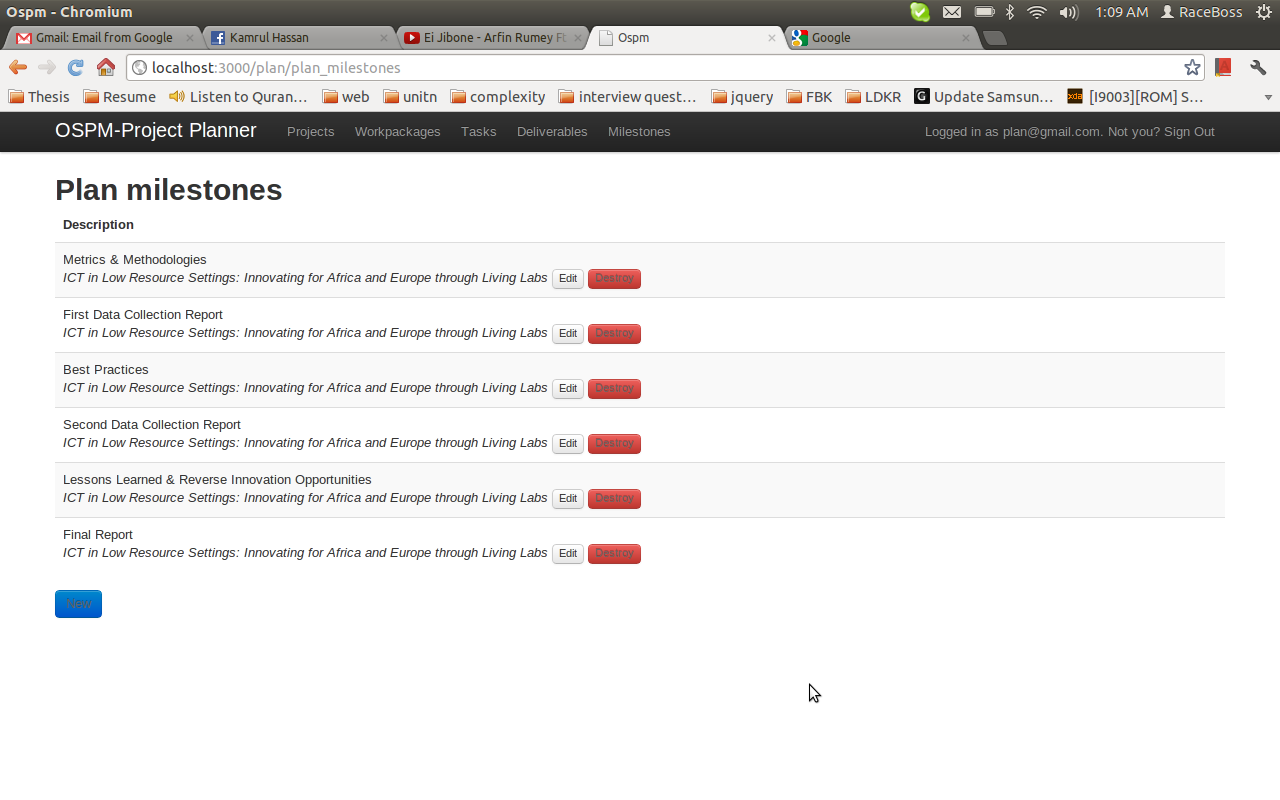 Ospm - Chromium
1:09 AM RaceBoss
Gmail: Email from Google
Kamrul Hassan
Ei Jibone - Arfin Rumey Ft
Ospm
Google
localhost:3000/plan/plan_milestones
Thesis Resume Listen to Quran... web unitn complexity interview quest... jquery FBK LDKR Update Samsun... [I9003][ROM] S...
OSPM-Project Planner Projects Workpackages Tasks Deliverables Milestones Logged in as plan@gmail.com. Not you? Sign Out
Plan milestones
Description
Metrics & Methodologies
ICT in Low Resource Settings: Innovating for Africa and Europe through Living Labs Edit Destroy
First Data Collection Report
ICT in Low Resource Settings: Innovating for Africa and Europe through Living Labs Edit Destroy
Best Practices
ICT in Low Resource Settings: Innovating for Africa and Europe through Living Labs Edit Destroy
Second Data Collection Report
ICT in Low Resource Settings: Innovating for Africa and Europe through Living Labs Edit Destroy
Lessons Learned & Reverse Innovation Opportunities
ICT in Low Resource Settings: Innovating for Africa and Europe through Living Labs Edit Destroy
Final Report
ICT in Low Resource Settings: Innovating for Africa and Europe through Living Labs Edit Destroy
New